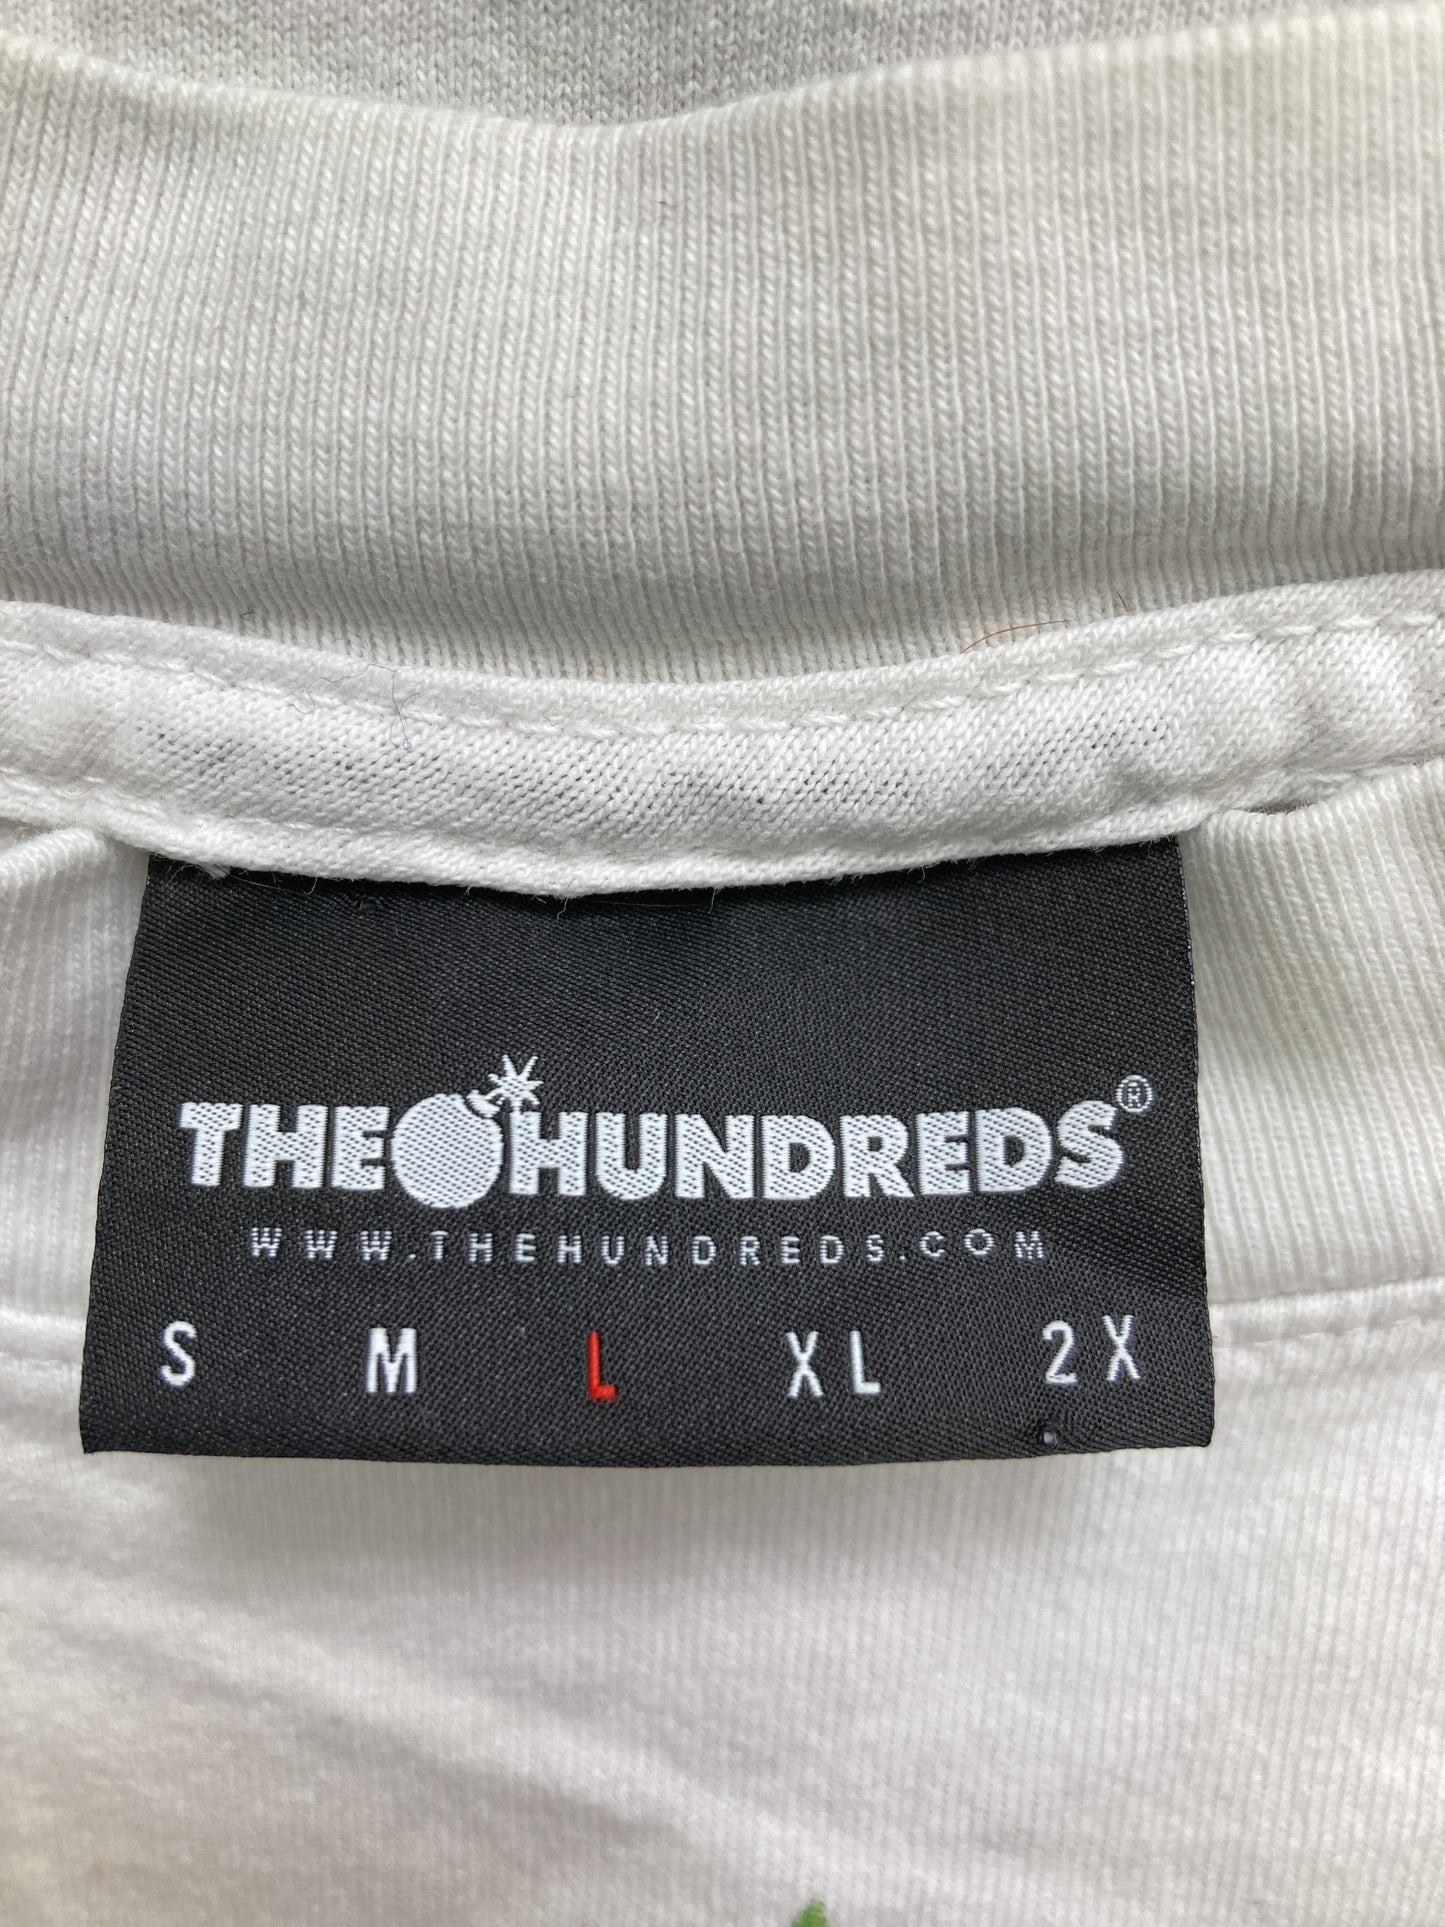 THE HUNDREDS®
WWW.THEHUNDREDS.COM
S M L XL 2X